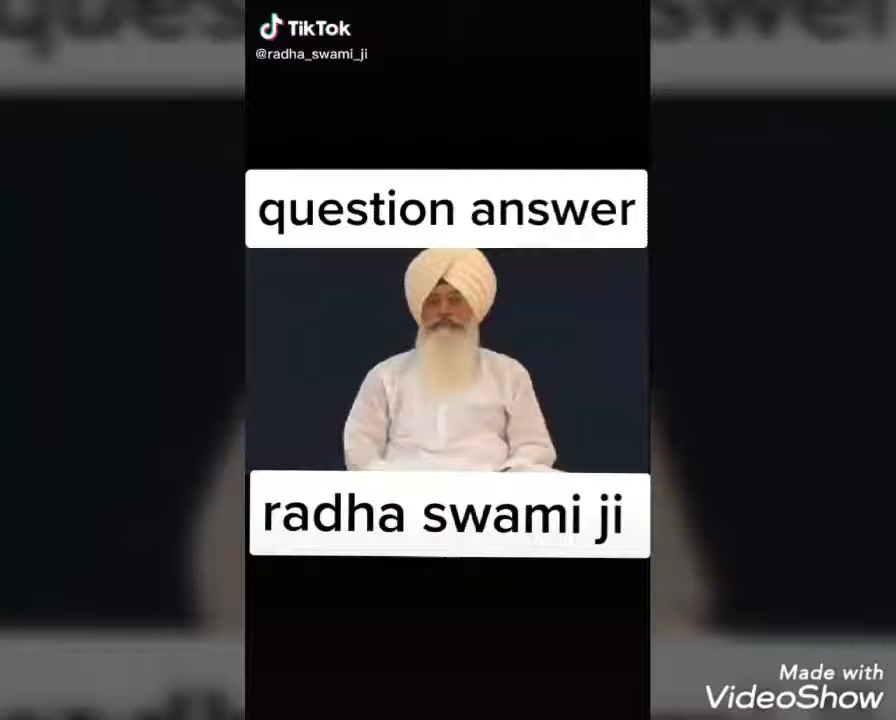 TikTok
@radha_swami_ji
question answer
radha swami ji
Made with
VideoShow